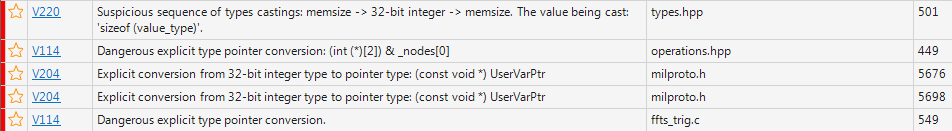 V220 Suspicious sequence of types castings: memsize -> 32-bit integer -> memsize. The value being cast: types.hpp 501
'sizeof (value_type)'.
V114 Dangerous explicit type pointer conversion: (int (*)[2]) & _nodes[0] operations.hpp 449
V204 Explicit conversion from 32-bit integer type to pointer type: (const void *) UserVarPtr milproto.h 5676
V204 Explicit conversion from 32-bit integer type to pointer type: (const void *) UserVarPtr milproto.h 5698
V114 Dangerous explicit type pointer conversion. ffts_trig.c 549